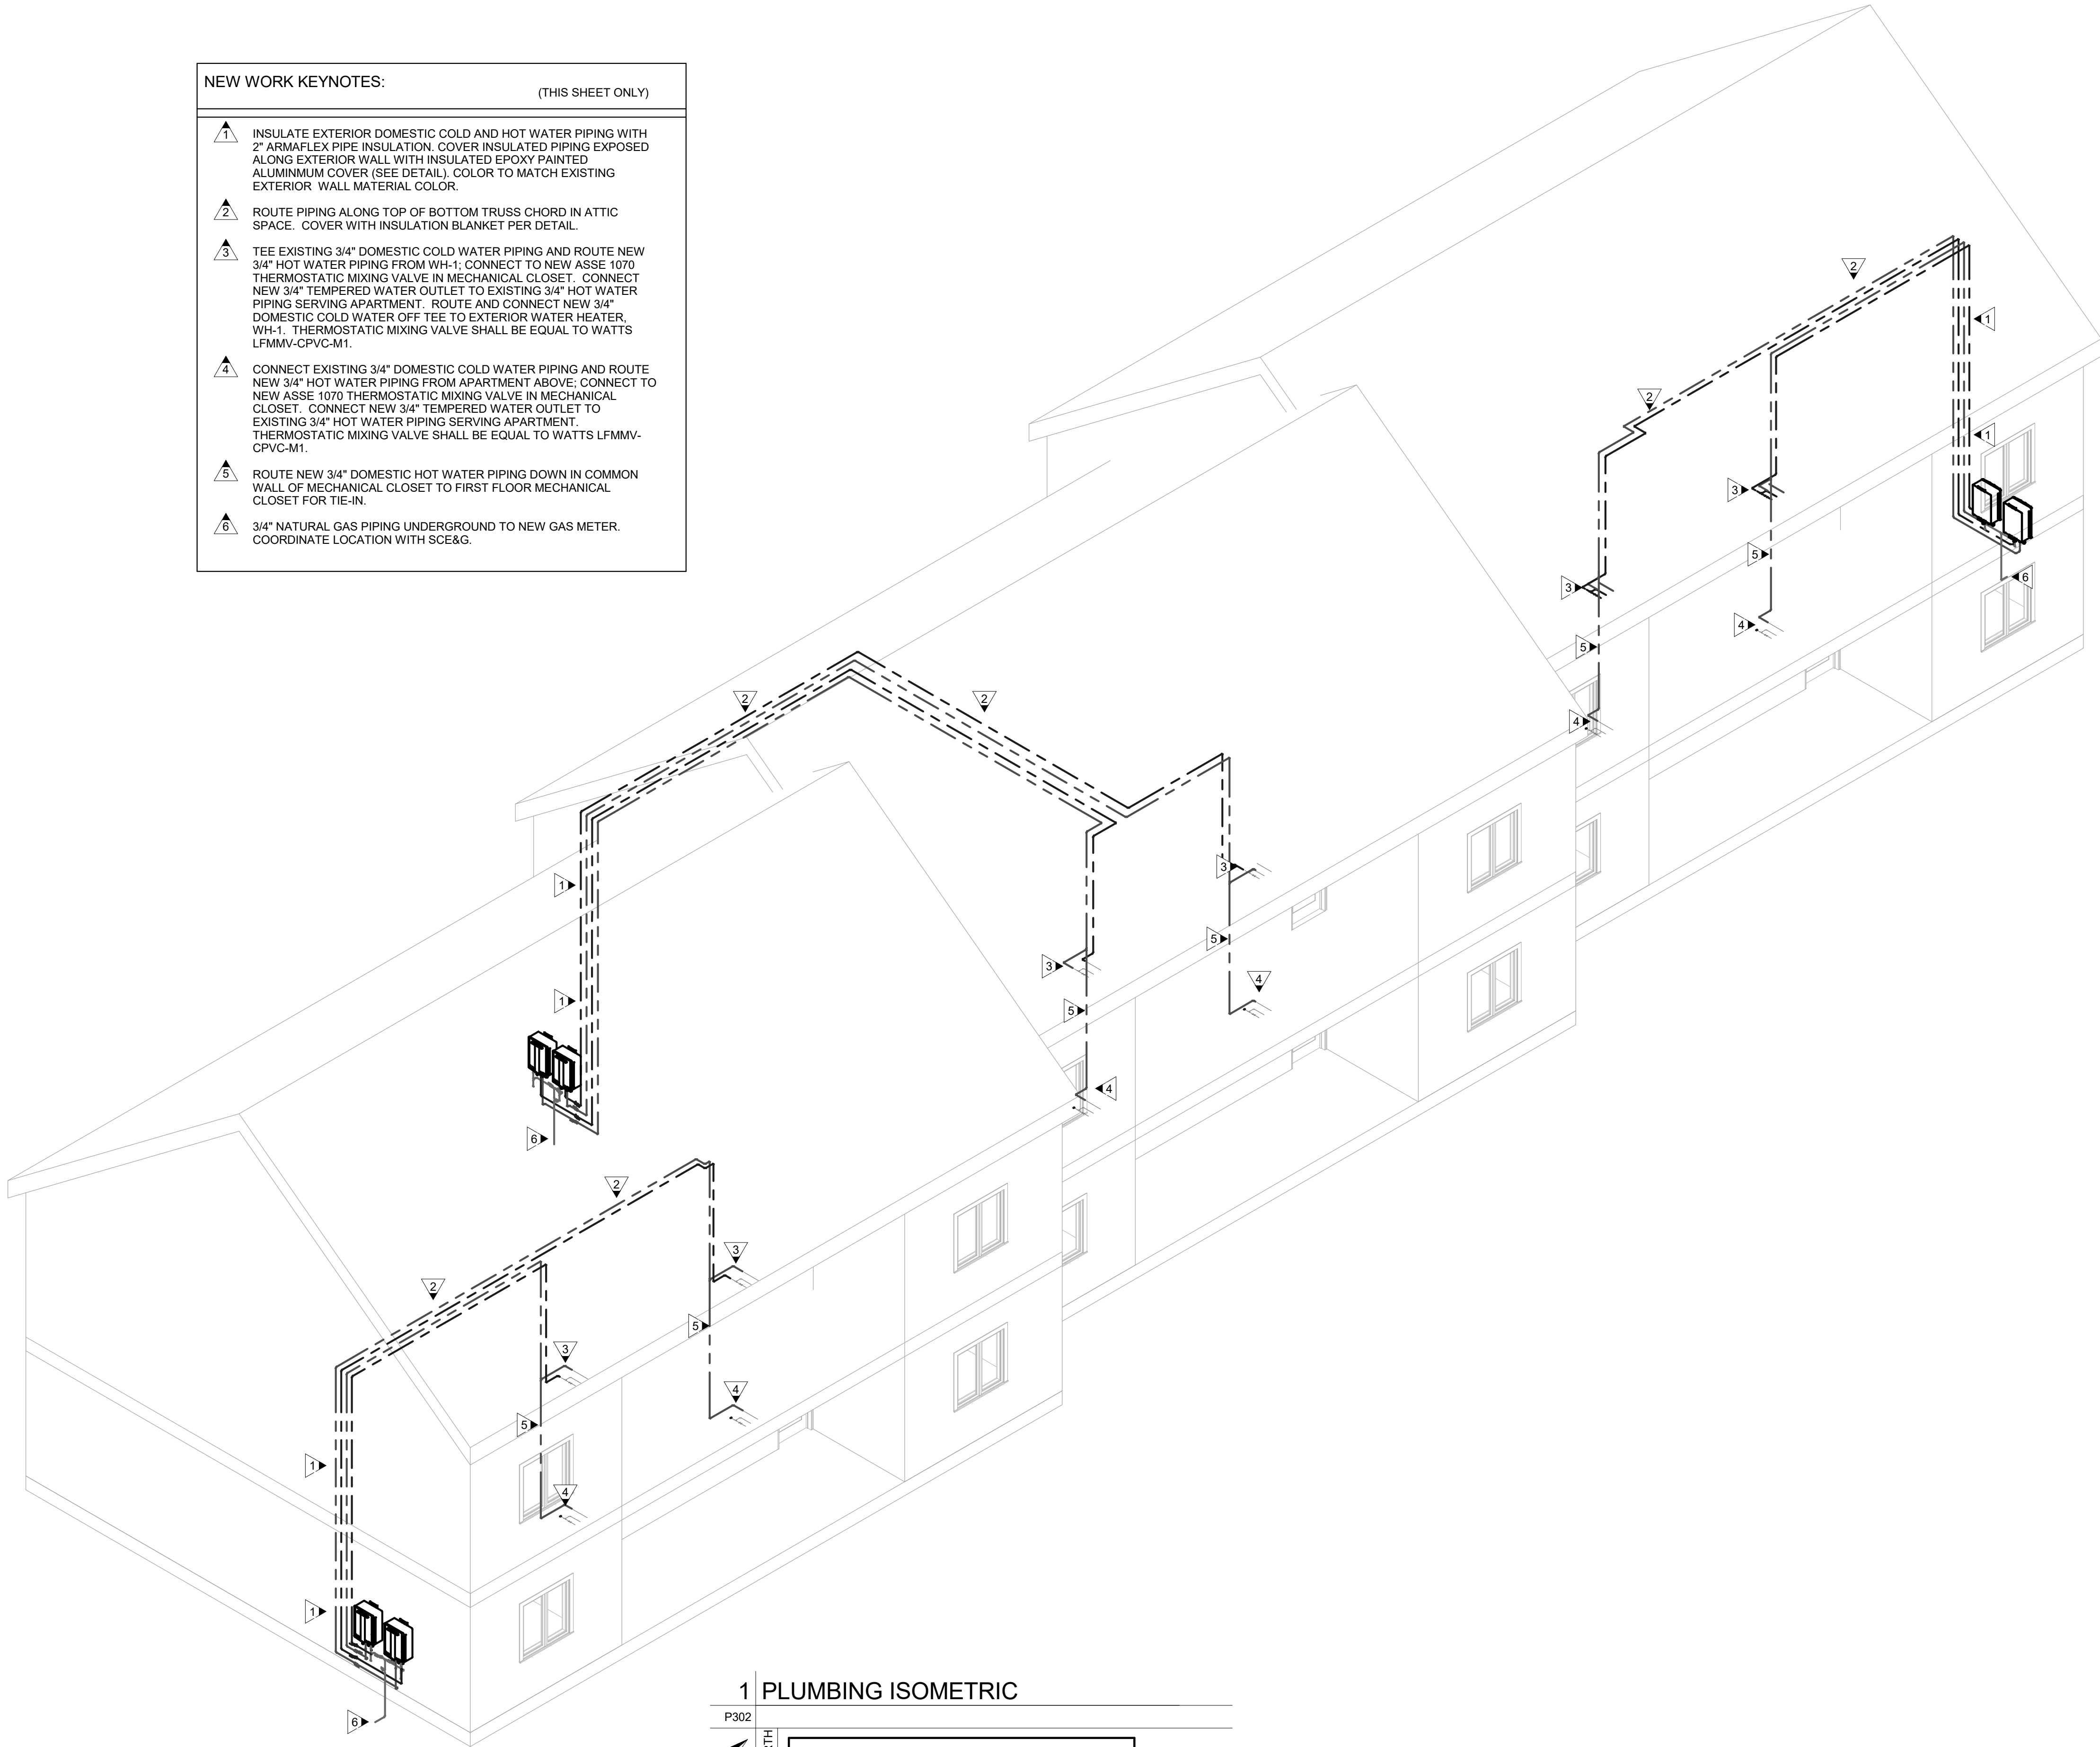 NEW WORK KEYNOTES:
(THIS SHEET ONLY)
1 INSULATE EXTERIOR DOMESTIC COLD AND HOT WATER PIPING WITH
2" ARMAFLEX PIPE INSULATION. COVER INSULATED PIPING EXPOSED
ALONG EXTERIOR WALL WITH INSULATED EPOXY PAINTED
ALUMINMUM COVER (SEE DETAIL). COLOR TO MATCH EXISTING
EXTERIOR WALL MATERIAL COLOR.
2 ROUTE PIPING ALONG TOP OF BOTTOM TRUSS CHORD IN ATTIC
SPACE. COVER WITH INSULATION BLANKET PER DETAIL.
3 TEE EXISTING 3/4" DOMESTIC COLD WATER PIPING AND ROUTE NEW
3/4" HOT WATER PIPING FROM WH-1; CONNECT TO NEW ASSE 1070
THERMOSTATIC MIXING VALVE IN MECHANICAL CLOSET. CONNECT
NEW 3/4" TEMPERED WATER OUTLET TO EXISTING 3/4" HOT WATER
PIPING SERVING APARTMENT. ROUTE AND CONNECT NEW 3/4"
DOMESTIC COLD WATER OFF TEE TO EXTERIOR WATER HEATER,
WH-1. THERMOSTATIC MIXING VALVE SHALL BE EQUAL TO WATTS
LFMMV-CPVC-M1.
4 CONNECT EXISTING 3/4" DOMESTIC COLD WATER PIPING AND ROUTE
NEW 3/4" HOT WATER PIPING FROM APARTMENT ABOVE; CONNECT TO
NEW ASSE 1070 THERMOSTATIC MIXING VALVE IN MECHANICAL
CLOSET. CONNECT NEW 3/4" TEMPERED WATER OUTLET TO
EXISTING 3/4" HOT WATER PIPING SERVING APARTMENT.
THERMOSTATIC MIXING VALVE SHALL BE EQUAL TO WATTS LFMMV-
CPVC-M1.
5 ROUTE NEW 3/4" DOMESTIC HOT WATER PIPING DOWN IN COMMON
WALL OF MECHANICAL CLOSET TO FIRST FLOOR MECHANICAL
CLOSET FOR TIE-IN.
6 3/4" NATURAL GAS PIPING UNDERGROUND TO NEW GAS METER.
COORDINATE LOCATION WITH SCE&G.
2
1
2
1
3
5
6
3
4
5
2
2
4
3
1
5
3
4
1
5
4
6
2
3
2
5
3
4
5
1
4
1
6
1 PLUMBING ISOMETRIC
P302